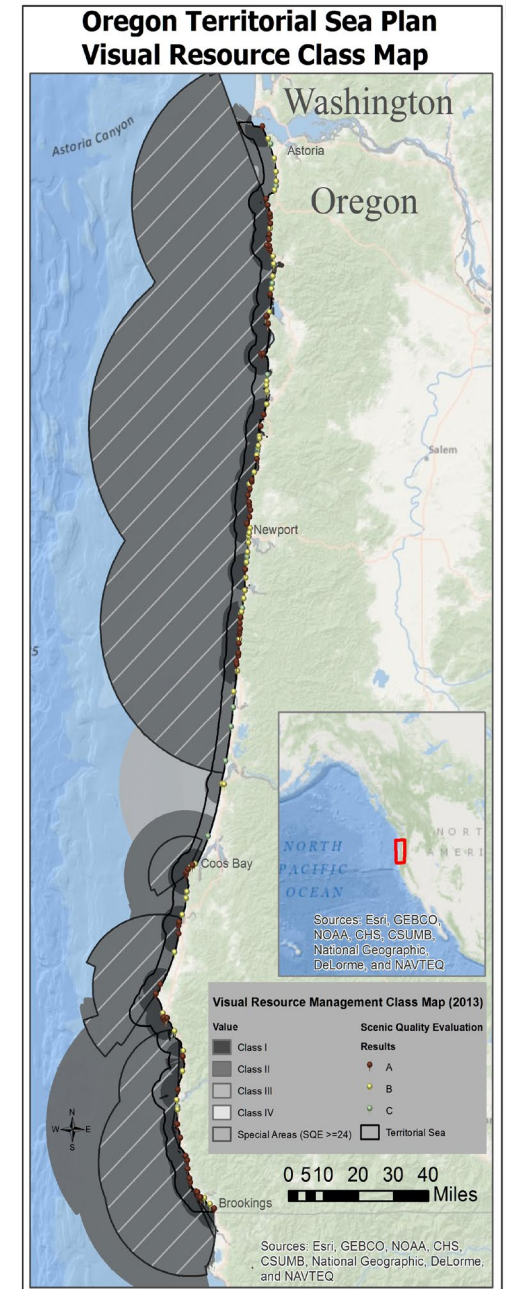 Oregon Territorial Sea Plan
Visual Resource Class Map
Washington
Astoria Canyon
Astoria
Oregon
Salem
Newport
5
Coos Bay
NORTH
PACIFIC
OCEAN
NORT
AMERI
Sources: Esri, GEBCO,
NOAA, CHS, CSUMB,
National Geographic,
DeLorme, and NAVTEQ
Visual Resource Management Class Map (2013)
Value
Class I
Class II
Class III
Class IV
Special Areas (SQE >=24)
Scenic Quality Evaluation
Results
A
B
C
Territorial Sea
N
W E
S
0 5 10 20 30 40
Miles
Brookings
Sources: Esri, GEBCO, NOAA, CHS,
CSUMB, National Geographic, DeLorme,
and NAVTEQ